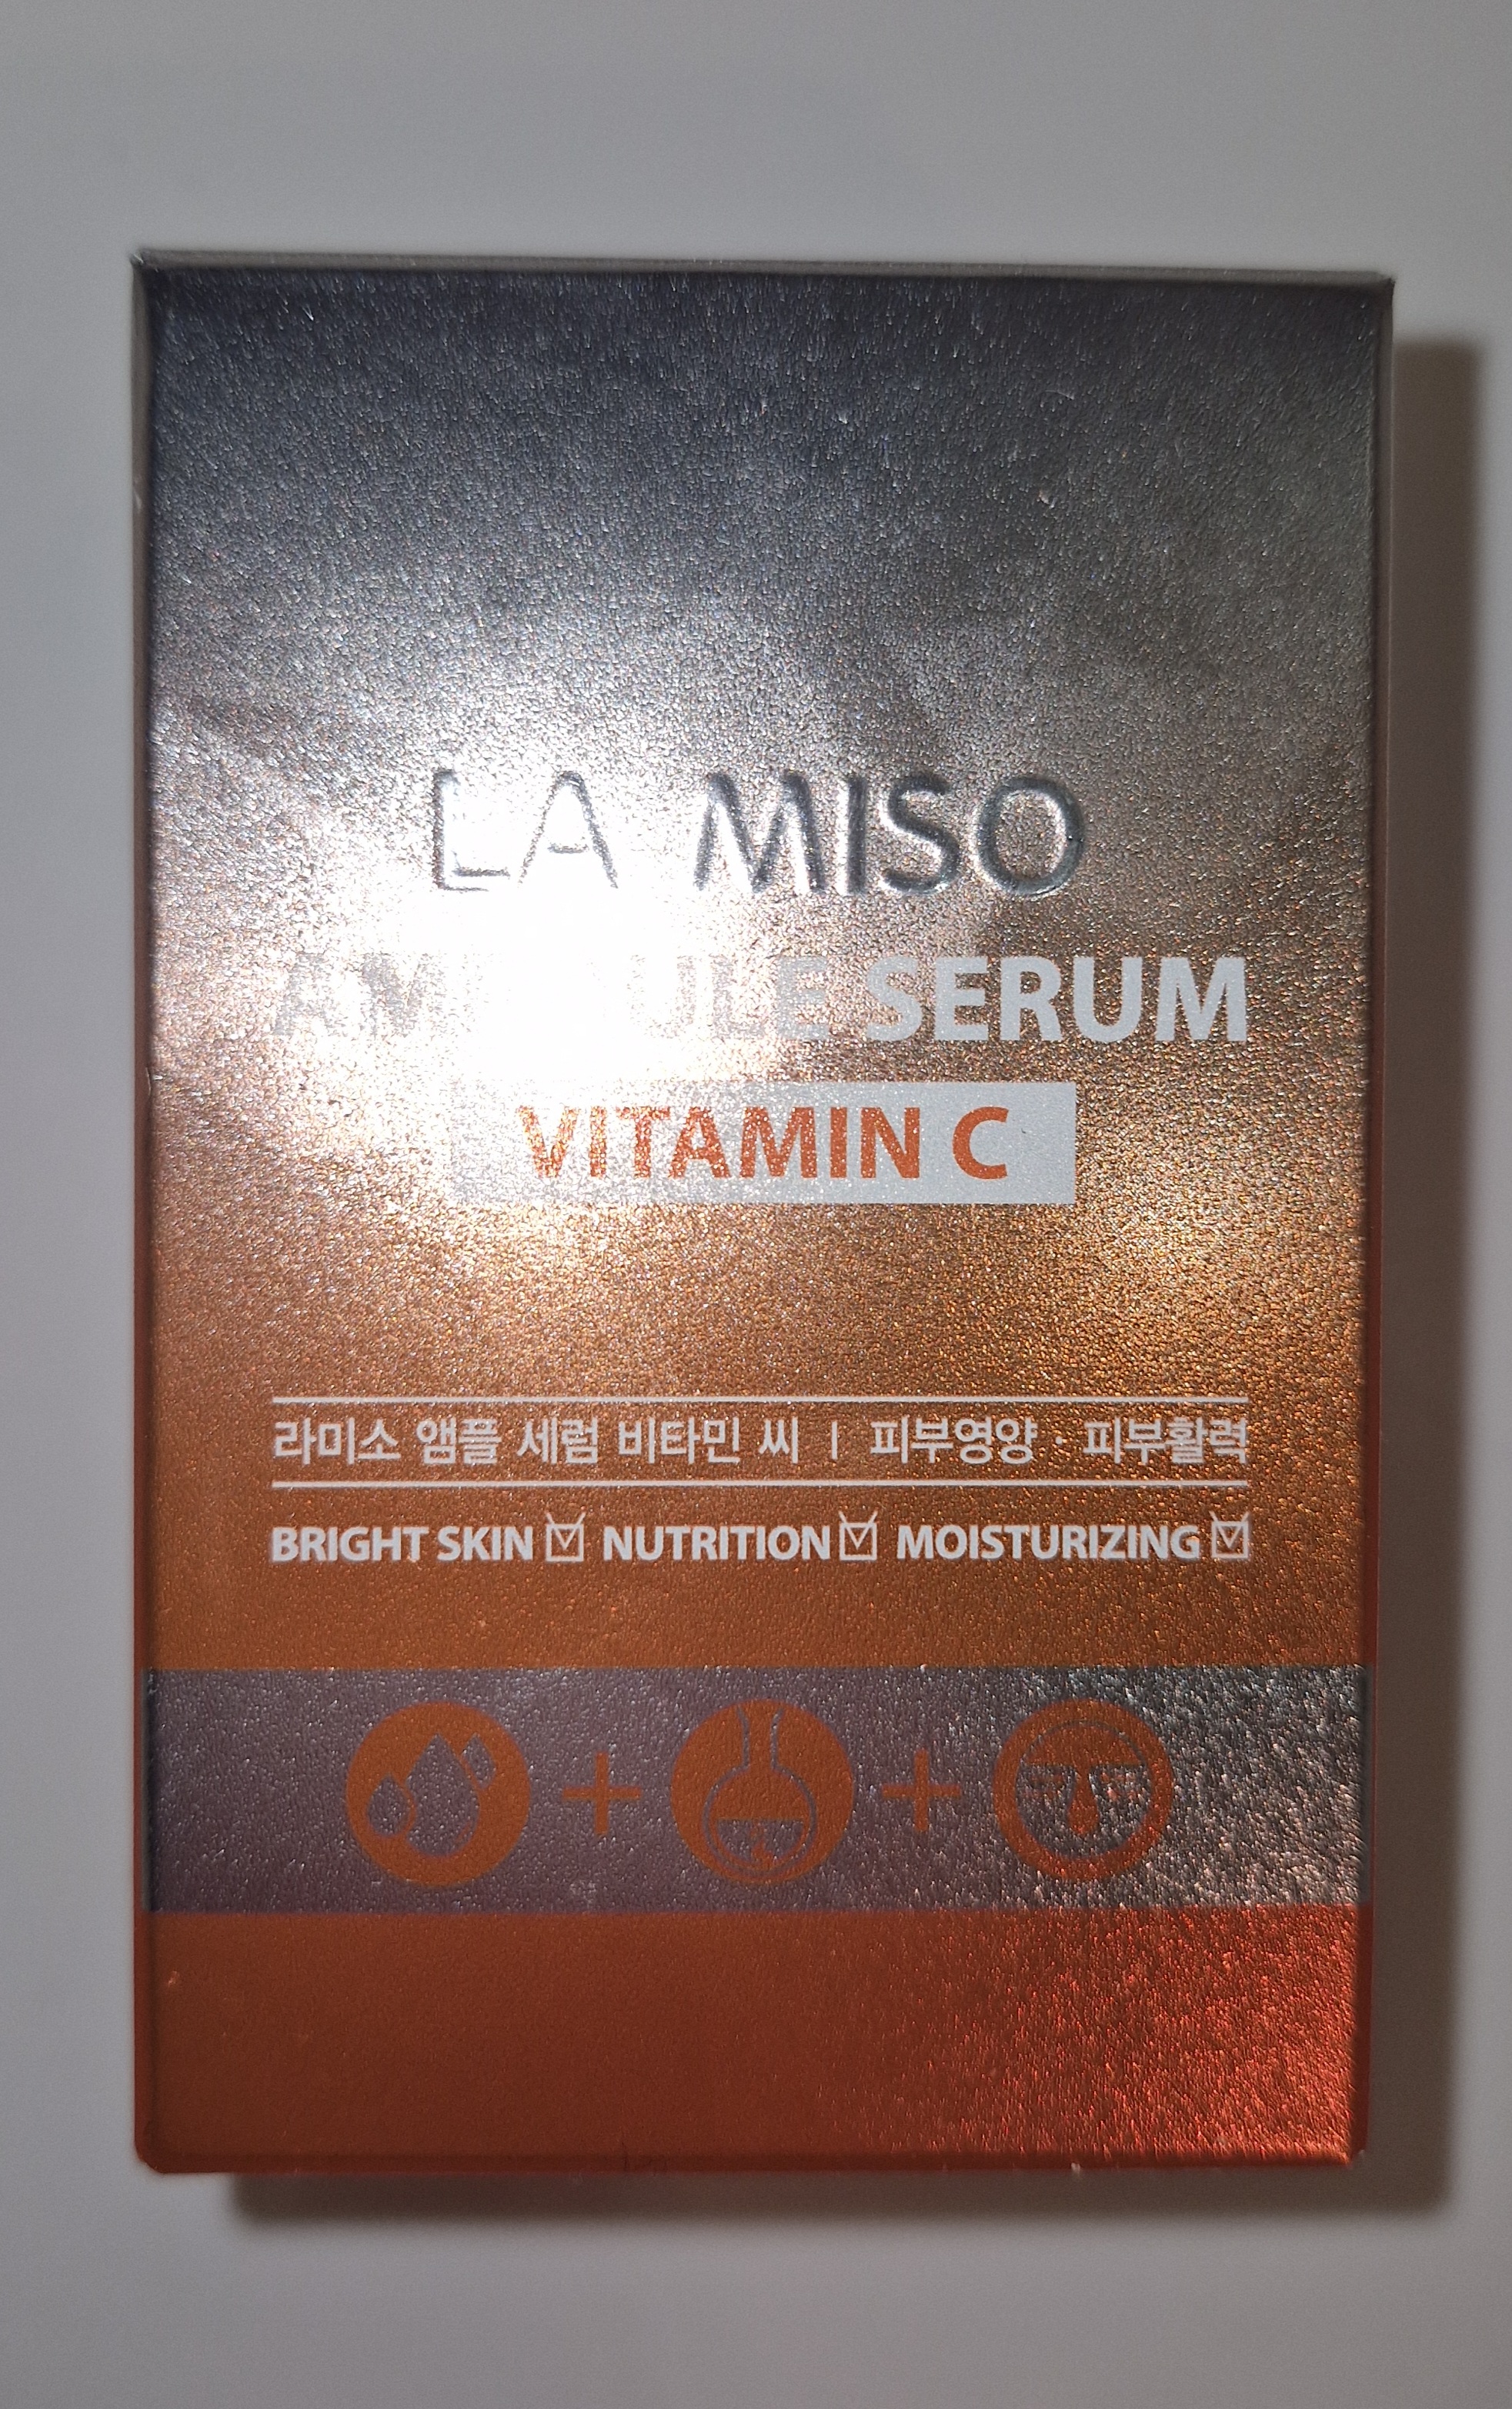 LA MISO
AMPOULE SERUM
VITAMIN C
라미소 앰플 세럼 비타민 씨 | 피부영양 · 피부활력
BRIGHT SKIN ☑ NUTRITION ☑ MOISTURIZING ☑